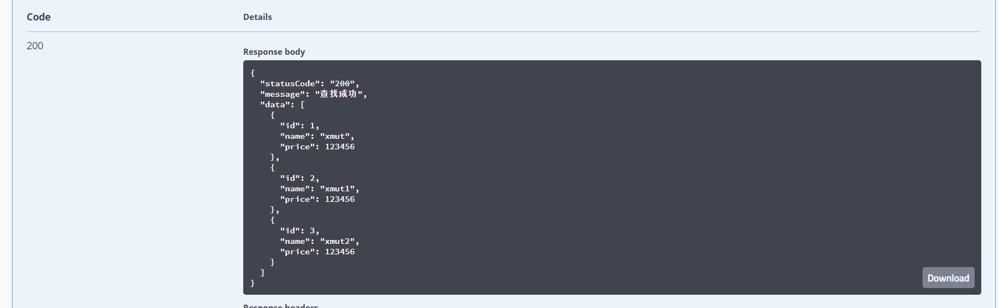 Code Details
200
Response body
{
"statusCode": "200",
"message": "查找成功",
"data": [
{
"id": 1,
"name": "xmut",
"price": 123456
},
{
"id": 2,
"name": "xmut1",
"price": 123456
},
{
"id": 3,
"name": "xmut2",
"price": 123456
}
]
}
Download
Response headers